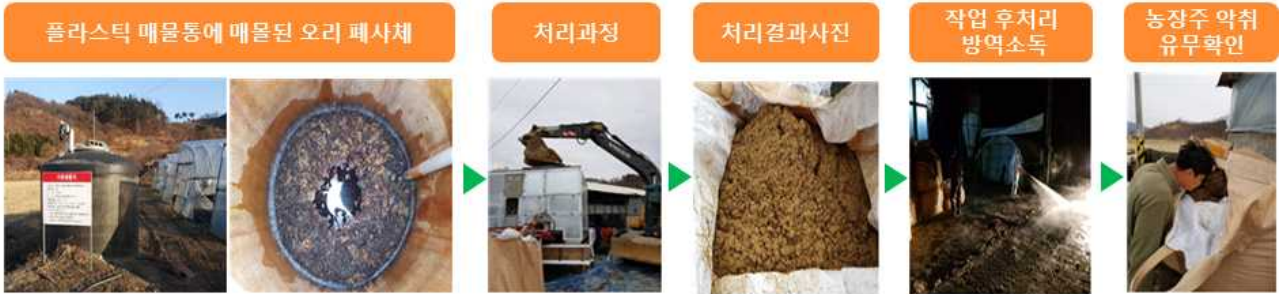 플라스틱 매물통에 매몰된 오리 폐사체
처리과정
처리결과사진
작업 후처리
방역소독
농장주 악취
유무확인